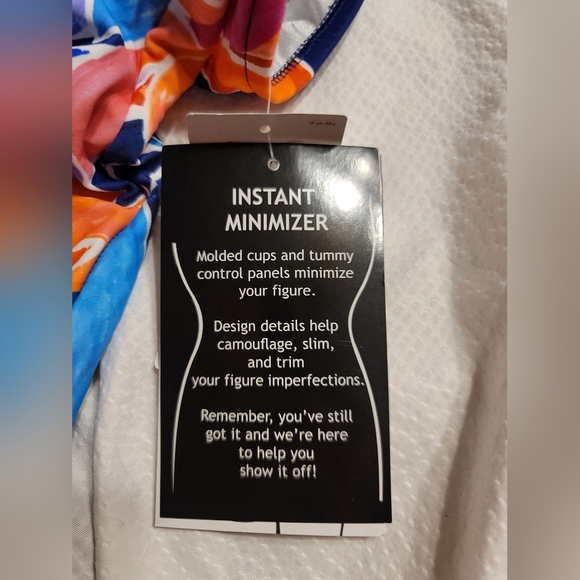 INSTANT
MINIMIZER
Molded cups and tummy
control panels minimize
your figure.
Design details help
camouflage, slim,
and trim
your figure imperfections.
Remember, you've still
got it and we're here
to help you
show it off!